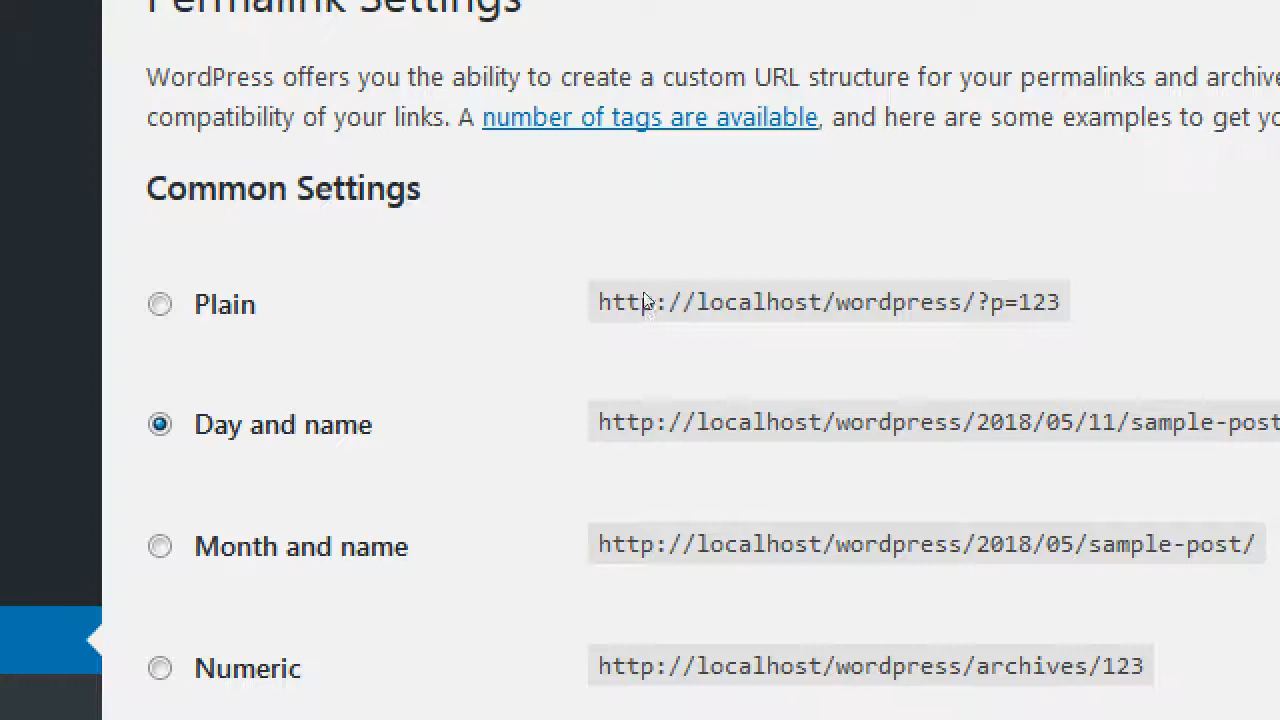 Permalink Settings
WordPress offers you the ability to create a custom URL structure for your permalinks and archive
compatibility of your links. A number of tags are available, and here are some examples to get yo
Common Settings
Plain http://localhost/wordpress/?p=123
Day and name http://localhost/wordpress/2018/05/11/sample-post
Month and name http://localhost/wordpress/2018/05/sample-post/
Numeric http://localhost/wordpress/archives/123